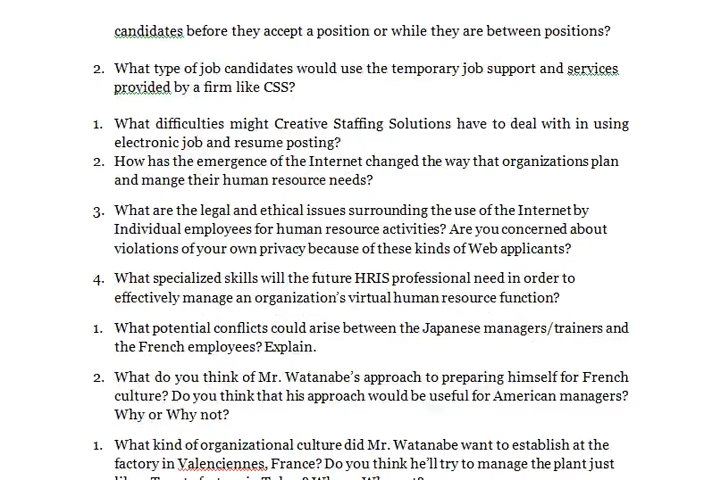 candidates before they accept a position or while they are between positions?
2. What type of job candidates would use the temporary job support and services
provided by a firm like CSS?
1. What difficulties might Creative Staffing Solutions have to deal with in using
electronic job and resume posting?
2. How has the emergence of the Internet changed the way that organizations plan
and mange their human resource needs?
3. What are the legal and ethical issues surrounding the use of the Internet by
Individual employees for human resource activities? Are you concerned about
violations of your own privacy because of these kinds of Web applicants?
4. What specialized skills will the future HRIS professional need in order to
effectively manage an organization's virtual human resource function?
1. What potential conflicts could arise between the Japanese managers/trainers and
the French employees? Explain.
2. What do you think of Mr. Watanabe's approach to preparing himself for French
culture? Do you think that his approach would be useful for American managers?
Why or Why not?
1. What kind of organizational culture did Mr. Watanabe want to establish at the
factory in Valenciennes, France? Do you think he'll try to manage the plant just